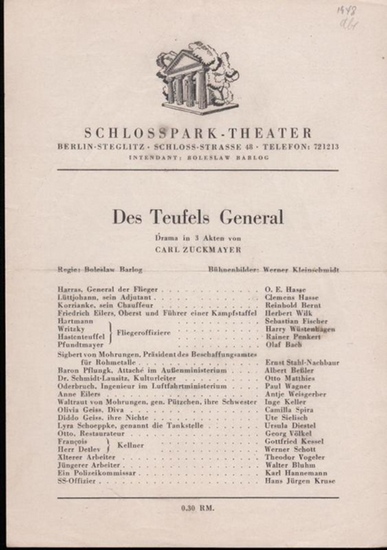 1948
SCHLOSSPARK-THEATER
BERLIN-STEGLITZ - SCHLOSS-STRASSE 48 - TELEFON: 721213
INTENDANT: BOLESLAW BARLOG
Des Teufels General
Drama in 3 Akten von
CARL ZUCKMAYER
Regie: Boleslaw Barlog Bühnenbilder: Werner Kleinschmidt
Harras, General der Flieger . . . O. E. Hasse
Lüttjohann, sein Adjutant . . . Clemens Hasse
Korrianke, sein Chauffeur . . . Reinhold Bernt
Friedrich Eilers, Oberst und Führer einer Kampfstaffel . . . Herbert Wilk
Hartmann . . . Sebastian Fischer
Writzky . . . Harry Wüstenhagen
Hastenteuffel } Fliegeroffiziere . . . Rainer Penkert
Pfundtmayer . . . Olaf Bach
Sigbert von Mohrungen, Präsident des Beschaffungsamtes
für Rohmetalle . . . Ernst Stahl-Nachbaur
Baron Pflungk, Attaché im Außenministerium . . . Albert Beßler
Dr. Schmidt-Lausitz, Kulturleiter . . . Otto Matthies
Oderbruch, Ingenieur im Luftfahrtministerium . . . Paul Wagner
Anne Eilers . . . Antje Weisgerber
Waltraut von Mohrungen, gen. Pützchen, ihre Schwester . . . Inge Keller
Olivia Geiss, Diva . . . Camilla Spira
Diddo Geiss, ihre Nichte . . . Ute Sielisch
Lyra Schoeppke, genannt die Tankstelle . . . Ursula Diestel
Otto, Restaurateur . . . Georg Völkel
François } Kellner . . . Gottfried Kessel
Herr Detlev . . . Werner Schott
Älterer Arbeiter . . . Theodor Vogeler
Jüngerer Arbeiter . . . Walter Bluhm
Ein Polizeikommissar . . . Karl Hannemann
SS-Offizier . . . Hans Jürgen Kruse
0.30 RM.